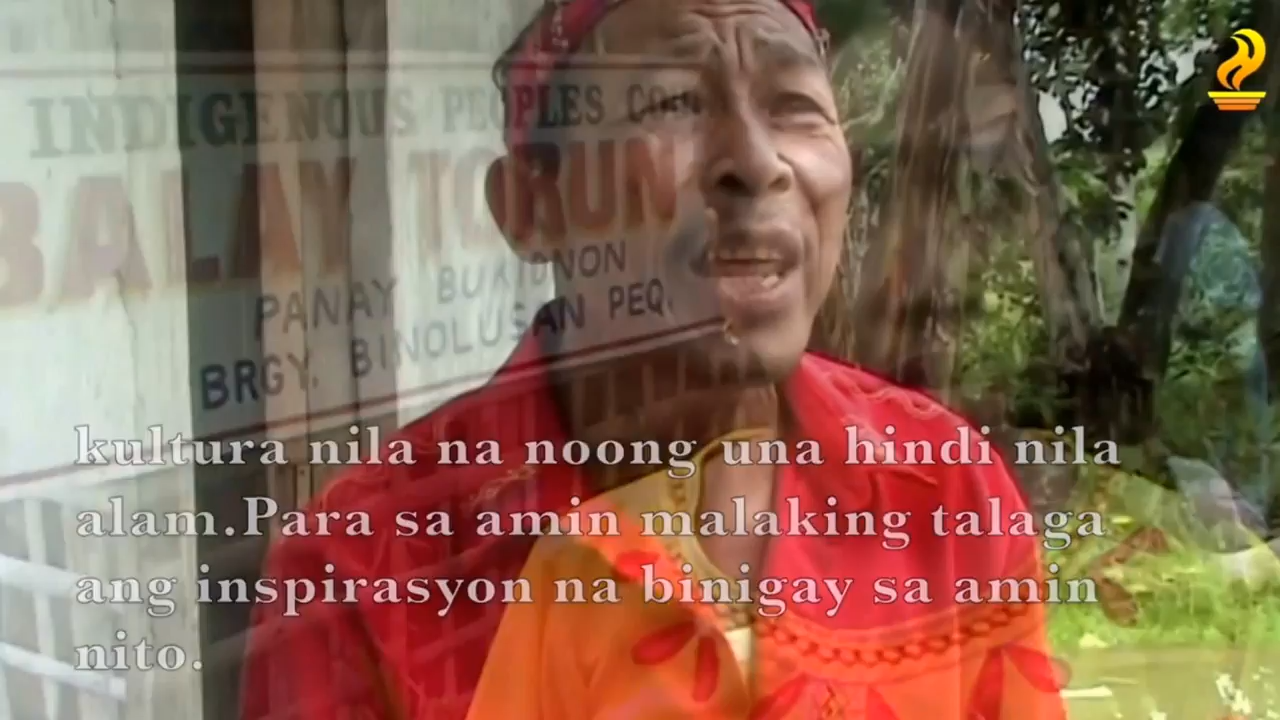 INDIGENOUS PEOPLES
BALAY TORUN
PANAY BUKIDNON
BRGY. BINOLUSAN PEQ.
kultura nila na noong una hindi nila
alam.Para sa amin malaking talaga
ang inspirasyon na binigay sa amin
nito.